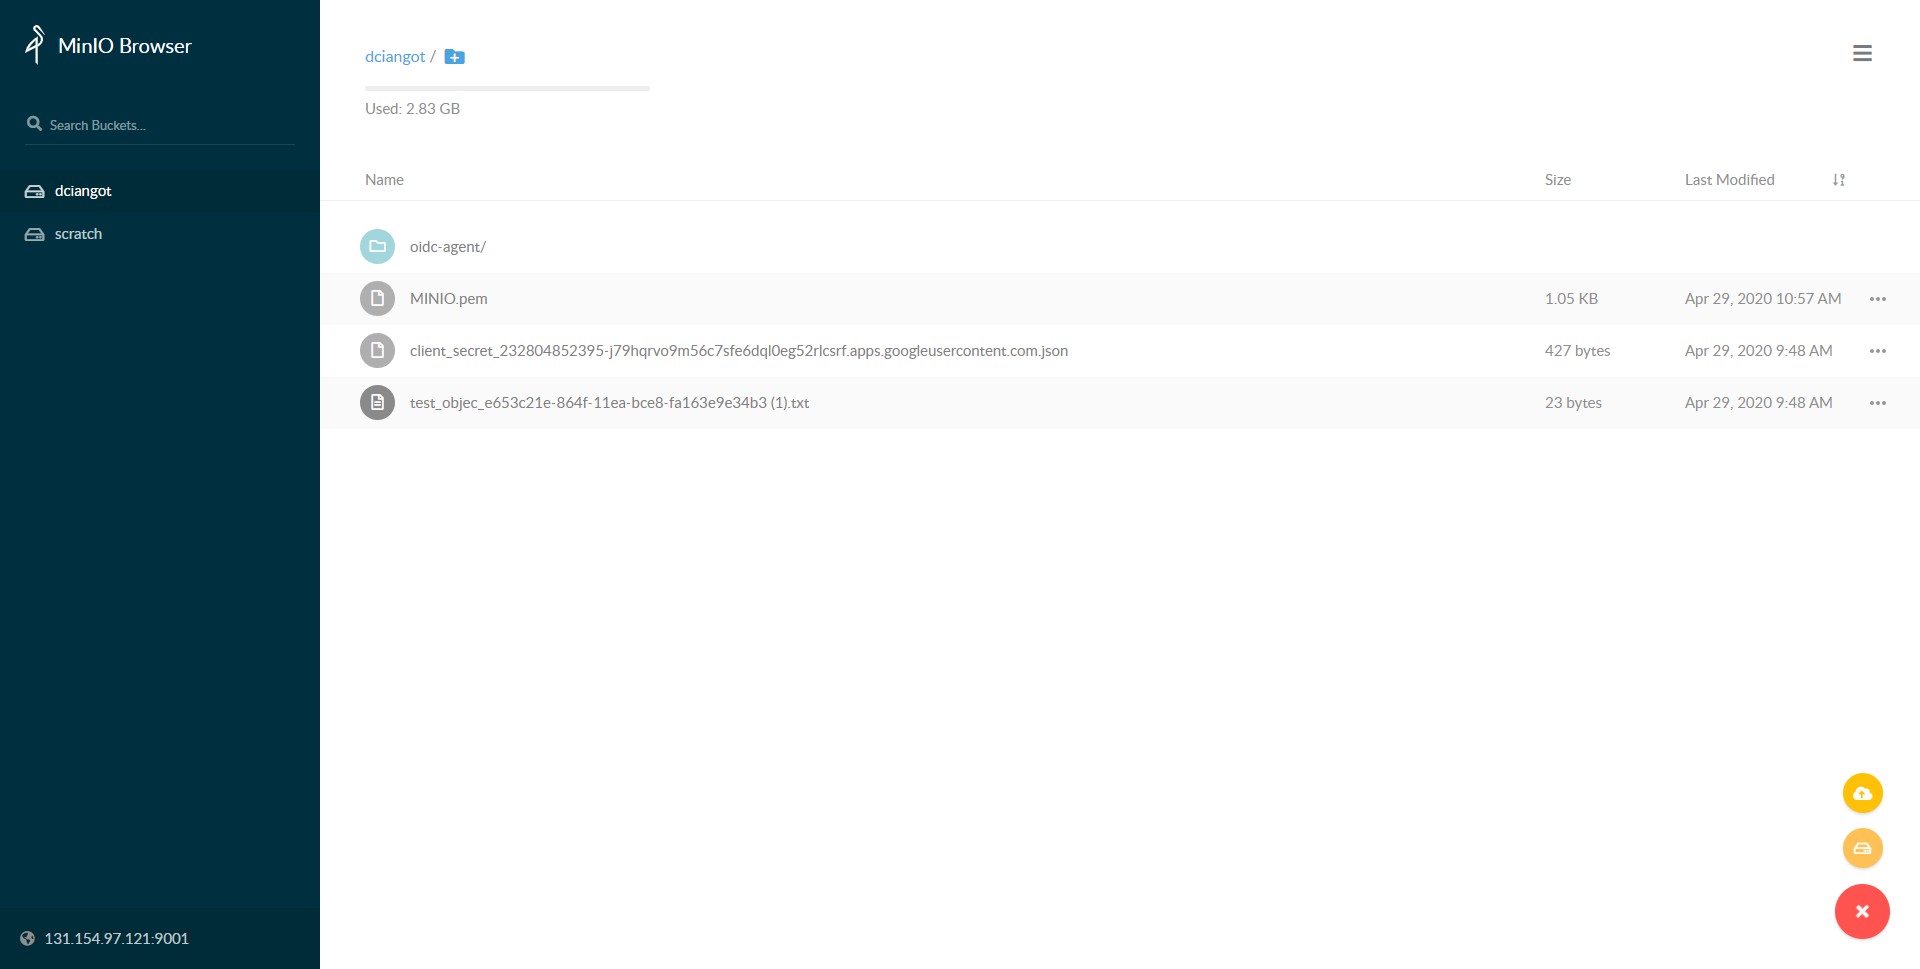 MinIO Browser
Search Buckets...
dciangot
scratch
131.154.97.121:9001
dciangot /
Used: 2.83 GB
Name Size Last Modified
oidc-agent/
MINIO.pem 1.05 KB Apr 29, 2020 10:57 AM
client_secret_232804852395-j79hqrvo9m56c7sfe6dql0eg52rlcsrf.apps.googleusercontent.com.json 427 bytes Apr 29, 2020 9:48 AM
test_objec_e653c21e-864f-11ea-bce8-fa163e9e34b3 (1).txt 23 bytes Apr 29, 2020 9:48 AM